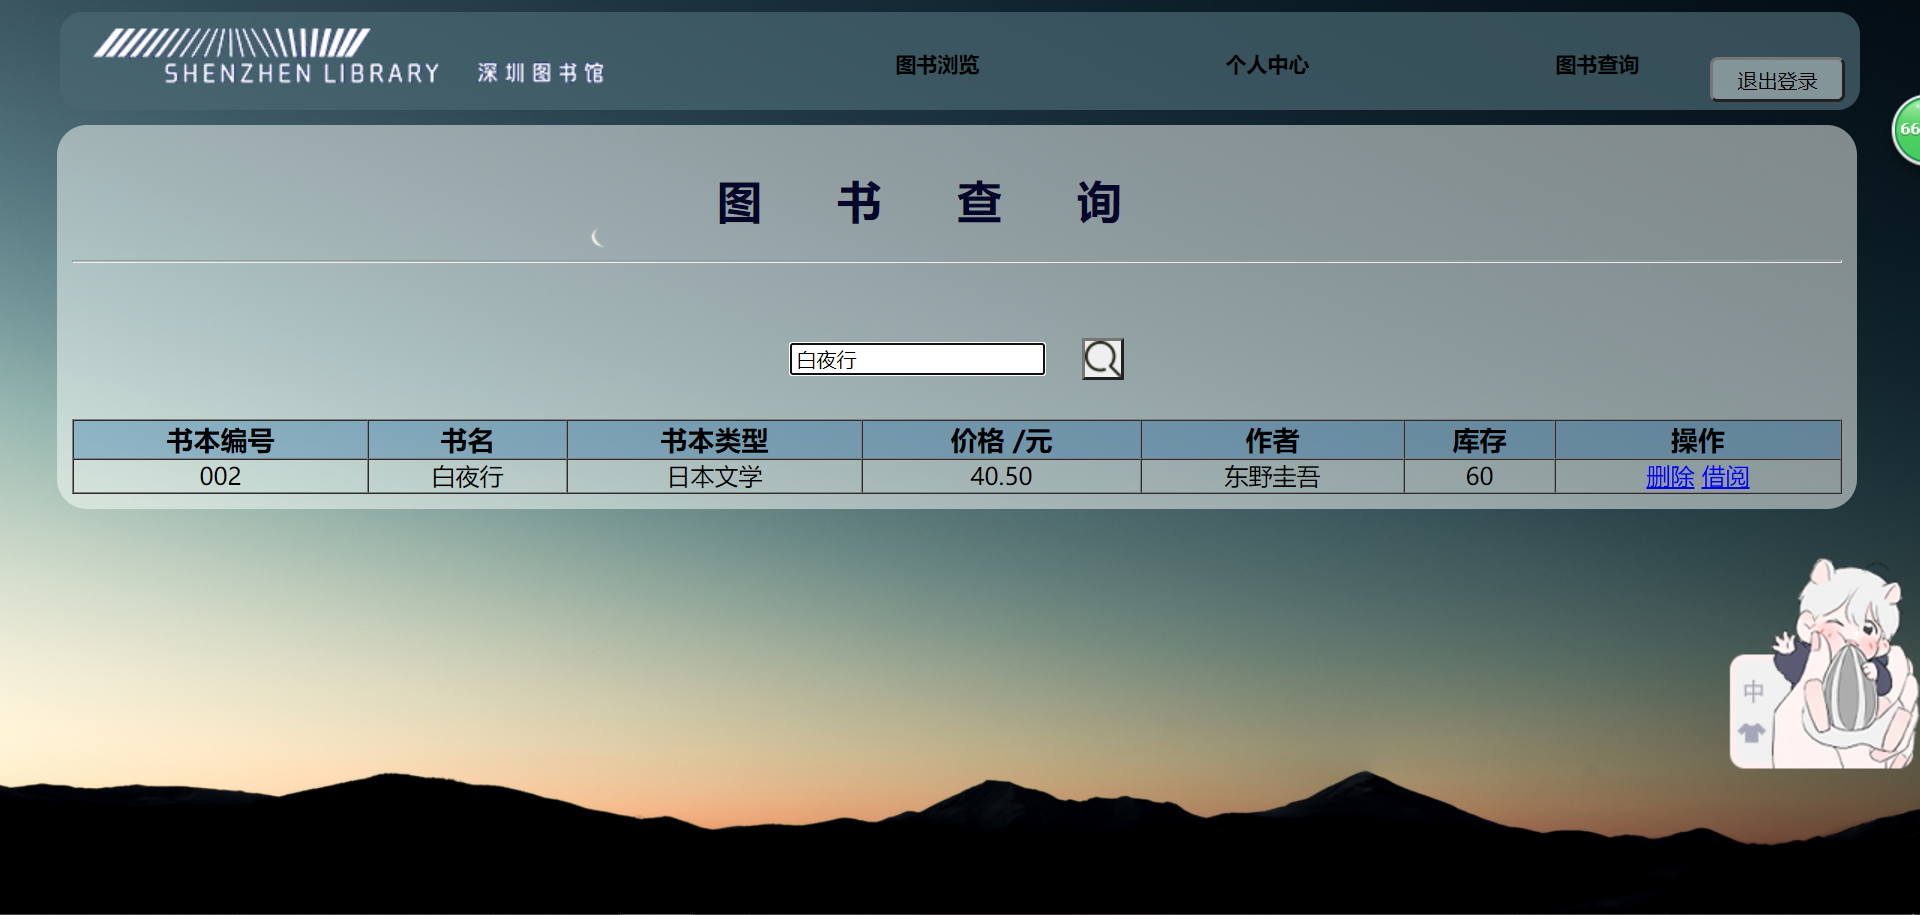 SHENZHEN LIBRARY 深圳图书馆
图书浏览 个人中心 图书查询 退出登录
66
图 书 查 询
白夜行
书本编号 书名 书本类型 价格 /元 作者 库存 操作
002 白夜行 日本文学 40.50 东野圭吾 60 删除 借阅
中